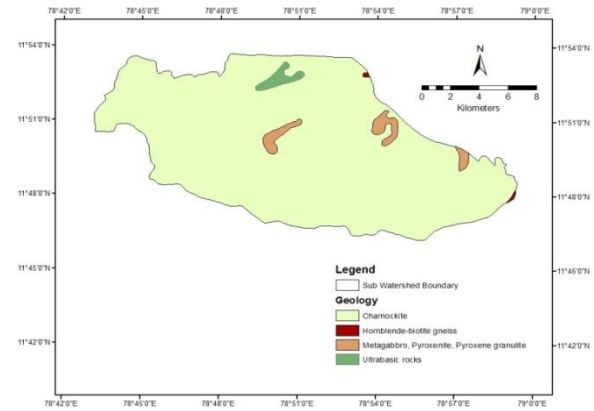 78°42'0"E 78°45'0"E 78°48'0"E 78°51'0"E 78°54'0"E 78°57'0"E 79°0'0"E
11°54'0"N 11°54'0"N
N
0 2 4 6 8
Kilometers
11°51'0"N 11°51'0"N
11°48'0"N 11°48'0"N
11°45'0"N 11°45'0"N
Legend
Sub Watershed Boundary
Geology
Charnockite
Hornblende-biotite gneiss
11°42'0"N 11°42'0"N
Metagabbro, Pyroxenite, Pyroxene granulite
Ultrabasic rocks
78°42'0"E 78°45'0"E 78°48'0"E 78°51'0"E 78°54'0"E 78°57'0"E 79°0'0"E